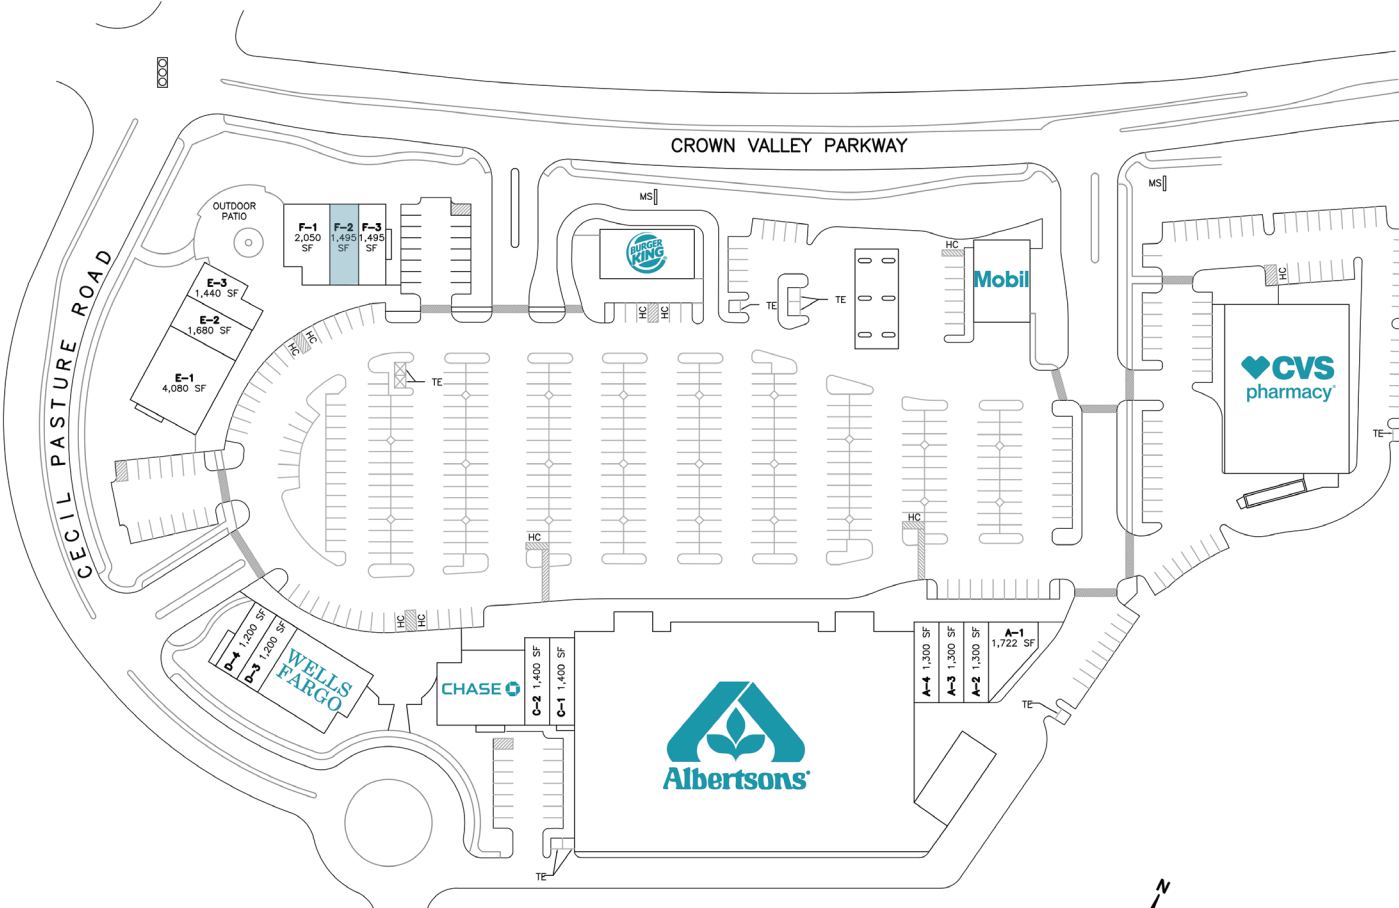 CROWN VALLEY PARKWAY
CECIL PASTURE ROAD
MS
MS
OUTDOOR
PATIO
F-1
2,050
SF
F-2
1,495
SF
F-3
1,495
SF
E-3
1,440 SF
E-2
1,680 SF
E-1
4,080 SF
BURGER
KING
HC
HC
TE
TE
HC
Mobil
HC
CVS
pharmacy
TE
HC
HC
TE
HC
HC
HC
HC
D-4 1,200 SF
D-3 1,200 SF
WELLS
FARGO
CHASE
C-2 1,400 SF
C-1 1,400 SF
Albertsons
A-4 1,300 SF
A-3 1,300 SF
A-2 1,300 SF
A-1
1,722 SF
TE
TE
N